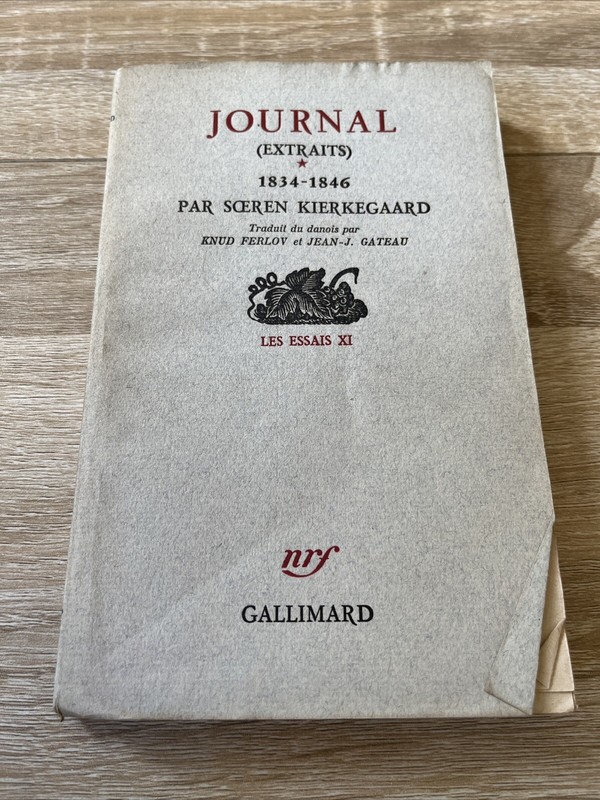 JOURNAL
(EXTRAITS)
★
1834-1846
PAR SŒREN KIERKEGAARD
Traduit du danois par
KNUD FERLOV et JEAN-J. GATEAU
LES ESSAIS XI
nrf
GALLIMARD